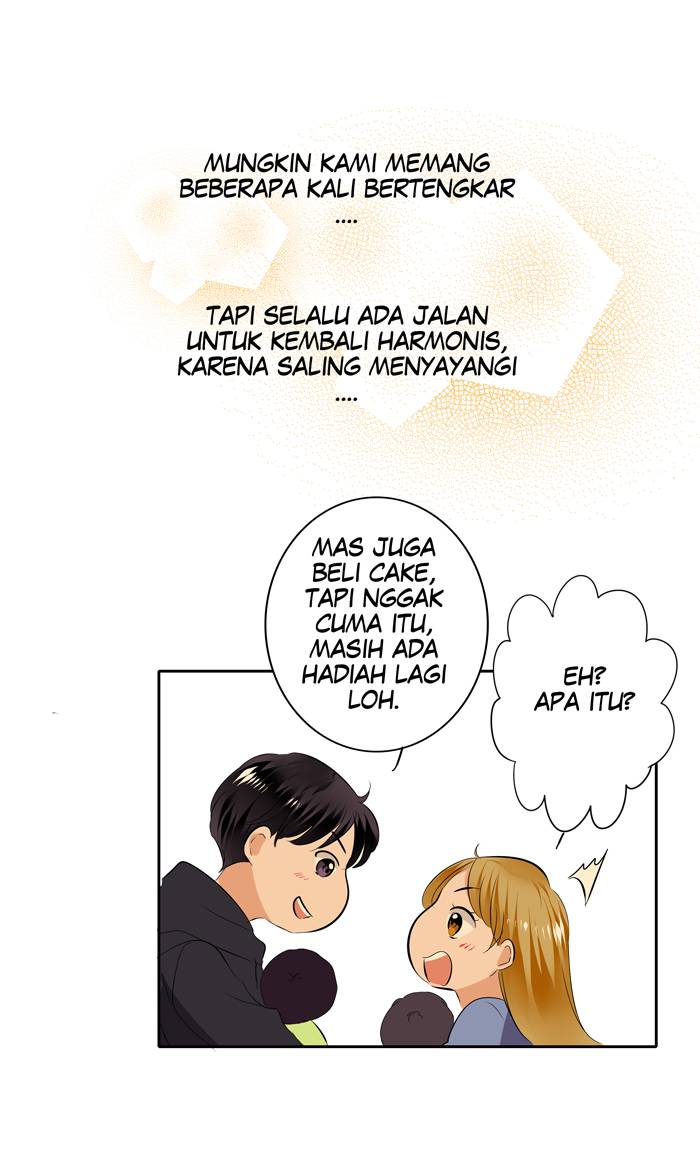 MUNGKIN KAMI MEMANG
BEBERAPA KALI BERTENGKAR
....
TAPI SELALU ADA JALAN
UNTUK KEMBALI HARMONIS,
KARENA SALING MENYAYANGI
....
MAS JUGA
BELI CAKE,
TAPI NGGAK
CUMA ITU,
MASIH ADA
HADIAH LAGI
LOH.
EH?
APA ITU?